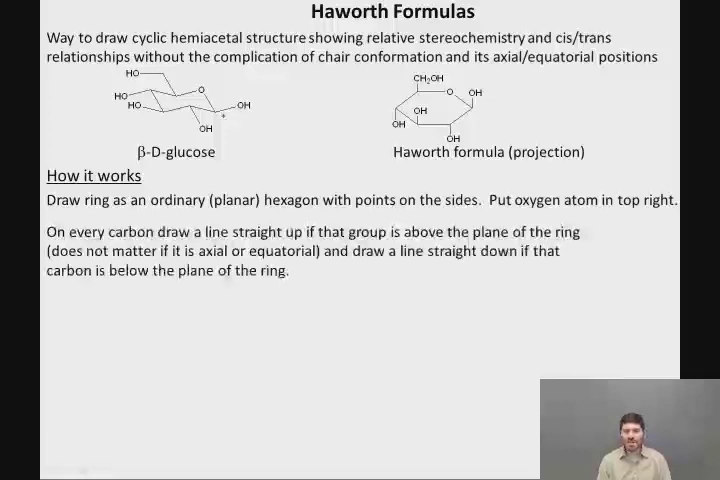 Haworth Formulas
Way to draw cyclic hemiacetal structure showing relative stereochemistry and cis/trans
relationships without the complication of chair conformation and its axial/equatorial positions
HO
O
HO
HO
OH
OH
CH2OH
O
OH
OH
OH
OH
β-D-glucose
Haworth formula (projection)
How it works
Draw ring as an ordinary (planar) hexagon with points on the sides. Put oxygen atom in top right.
On every carbon draw a line straight up if that group is above the plane of the ring
(does not matter if it is axial or equatorial) and draw a line straight down if that
carbon is below the plane of the ring.